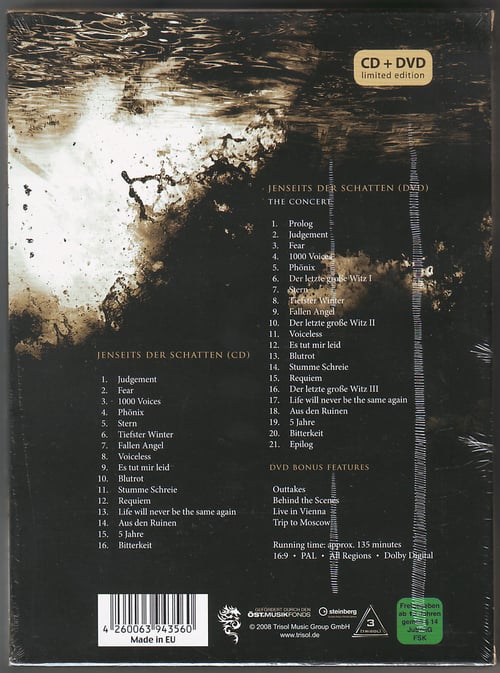 CD + DVD
limited edition
JENSEITS DER SCHATTEN (DVD)
THE CONCERT
1. Prolog
2. Judgement
3. Fear
4. 1000 Voices
5. Phönix
6. Der letzte große Witz I
7. Stern
8. Tiefster Winter
9. Fallen Angel
10. Der letzte große Witz II
11. Voiceless
12. Es tut mir leid
13. Blutrot
14. Stumme Schreie
15. Requiem
16. Der letzte große Witz III
17. Life will never be the same again
18. Aus den Ruinen
19. 5 Jahre
20. Bitterkeit
21. Epilog
JENSEITS DER SCHATTEN (CD)
1. Judgement
2. Fear
3. 1000 Voices
4. Phönix
5. Stern
6. Tiefster Winter
7. Fallen Angel
8. Voiceless
9. Es tut mir leid
10. Blutrot
11. Stumme Schreie
12. Requiem
13. Life will never be the same again
14. Aus den Ruinen
15. 5 Jahre
16. Bitterkeit
DVD BONUS FEATURES
Outtakes
Behind the Scenes
Live in Vienna
Trip to Moscow
Running time: approx. 135 minutes
16:9 • PAL • All Regions • Dolby Digital
4 260063 943560
Made in EU
GEFÖRDERT DURCH DEN
ÖST.MUSIKFONDS
steinberg
© 2008 Trisol Music Group GmbH
www.trisol.de
3
(TRISOL)
Freigegeben
ab Jahren
gemäß § 14
JuSchG
FSK